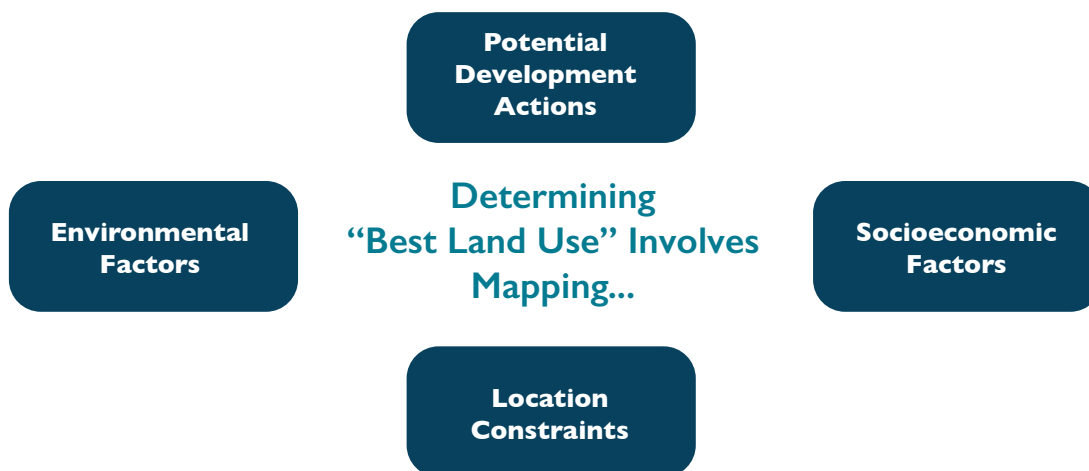 Potential
Development
Actions
Determining
“Best Land Use” Involves
Mapping...
Environmental
Factors
Socioeconomic
Factors
Location
Constraints